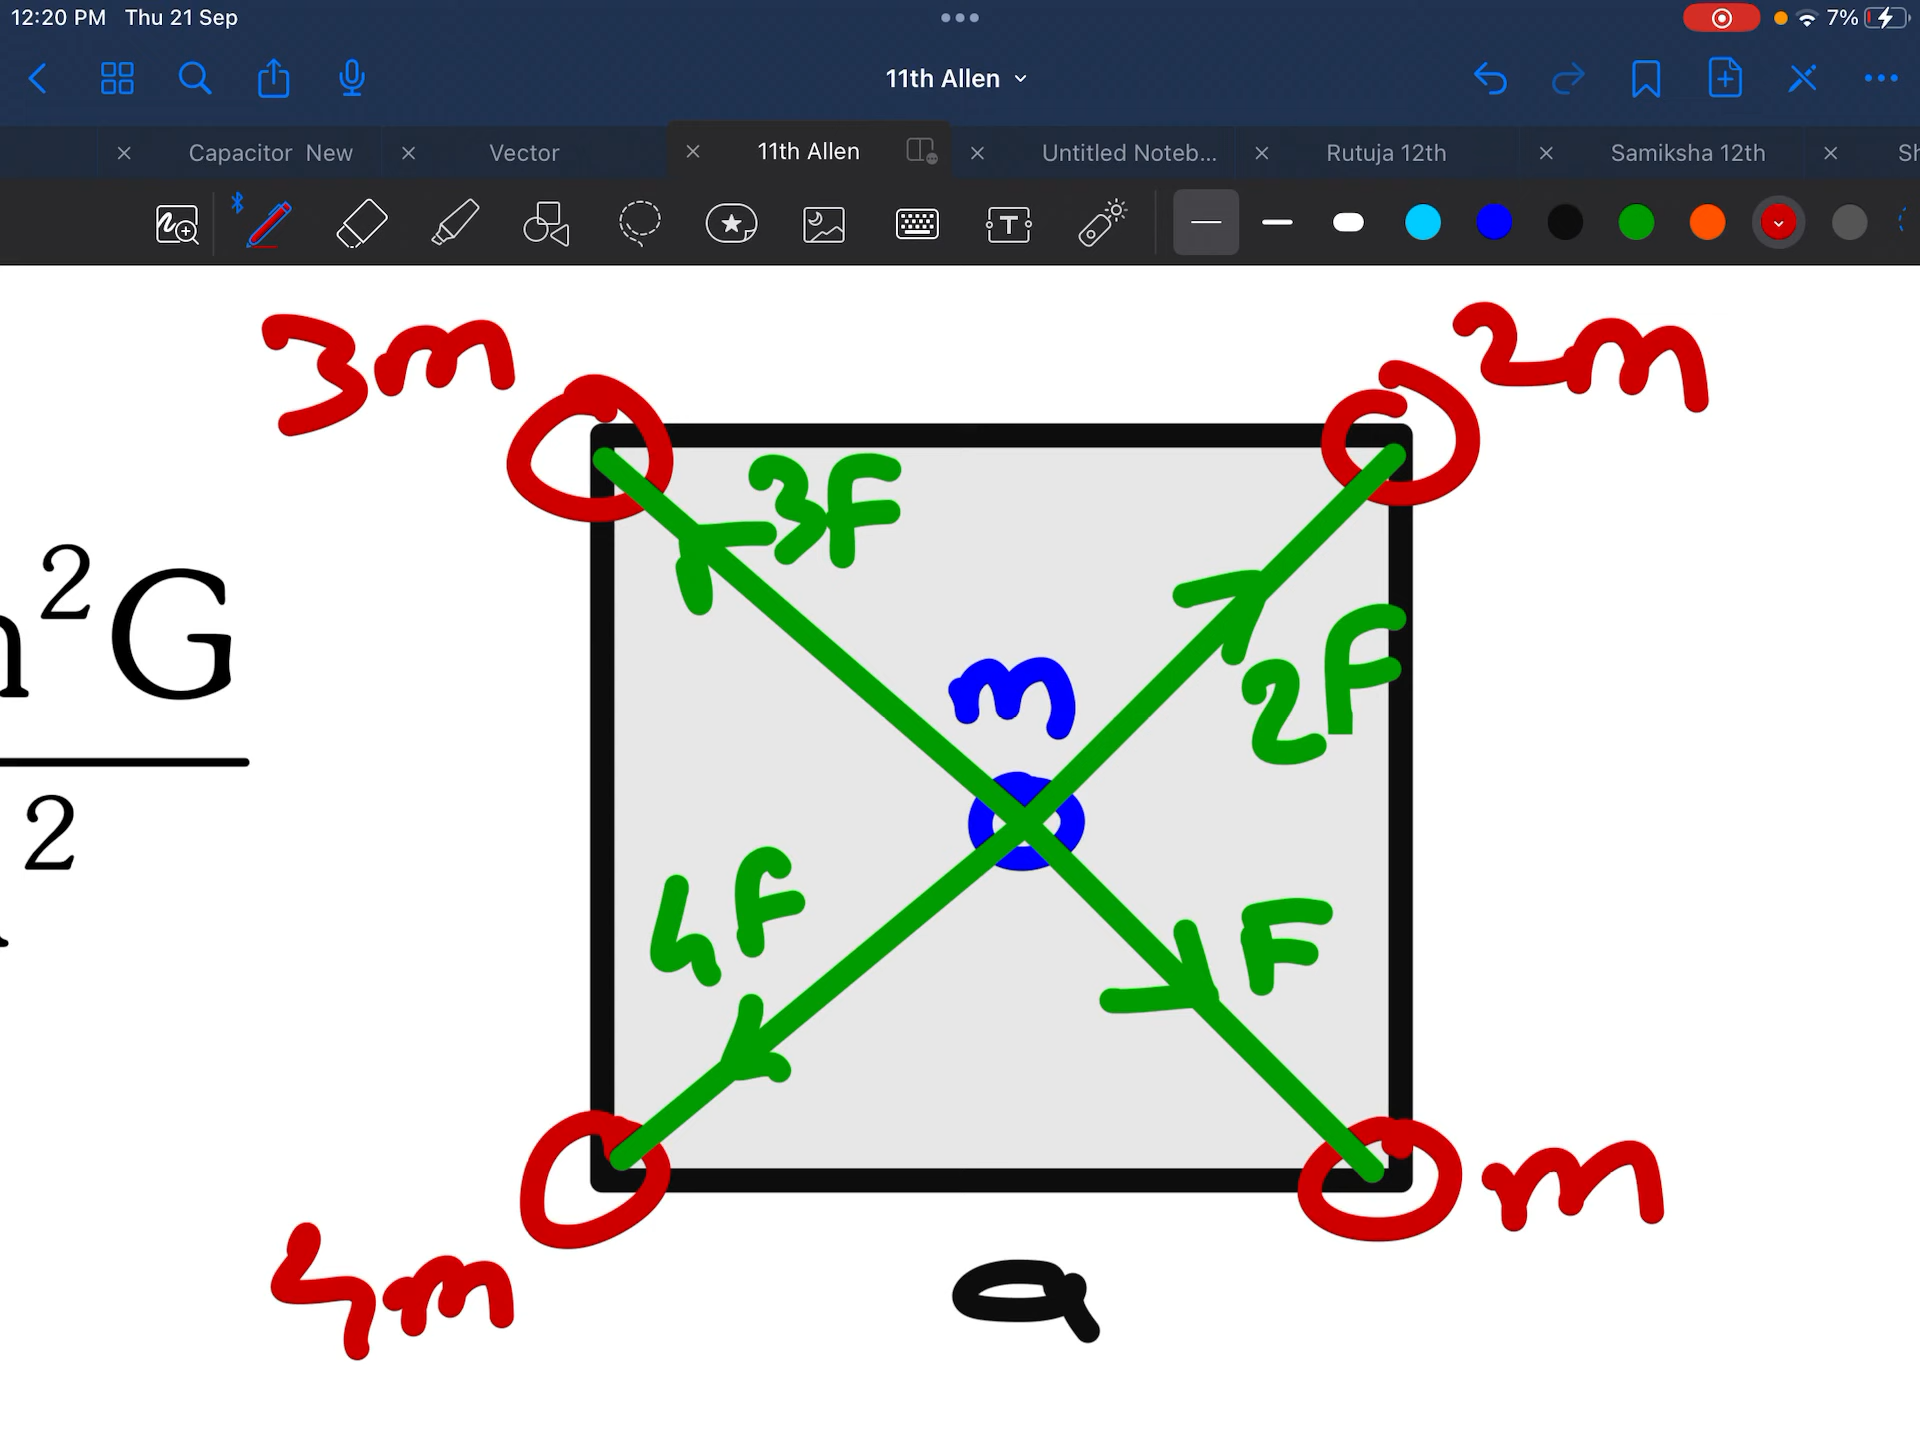 12:20 PM Thu 21 Sep
7%
11th Allen
Capacitor New
Vector
11th Allen
Untitled Noteb...
Rutuja 12th
Samiksha 12th
Sh
T
3m
2m
3F
2G
2F
m
2
4F
F
4m
m
a